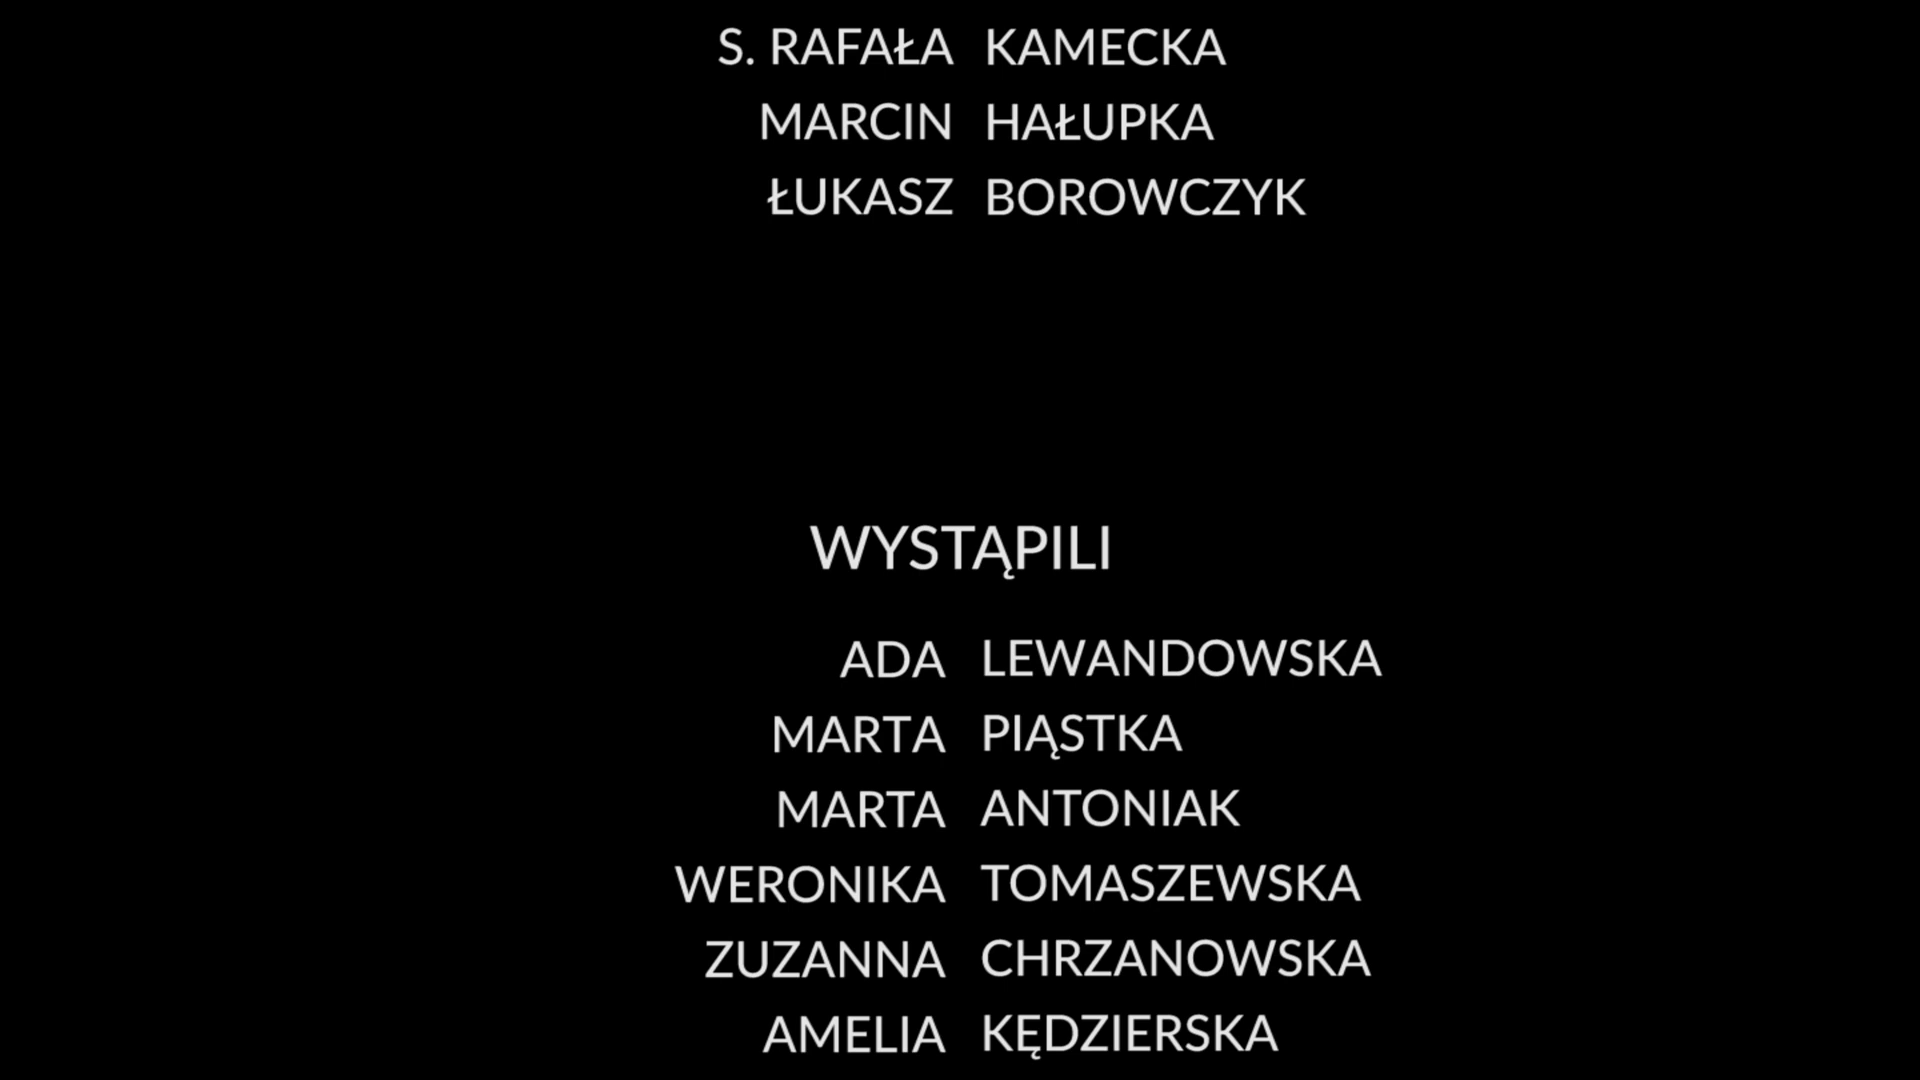 S. RAFAŁA KAMECKA
MARCIN HAŁUPKA
ŁUKASZ BOROWCZYK
WYSTĄPILI
ADA LEWANDOWSKA
MARTA PIĄSTKA
MARTA ANTONIAK
WERONIKA TOMASZEWSKA
ZUZANNA CHRZANOWSKA
AMELIA KĘDZIERSKA